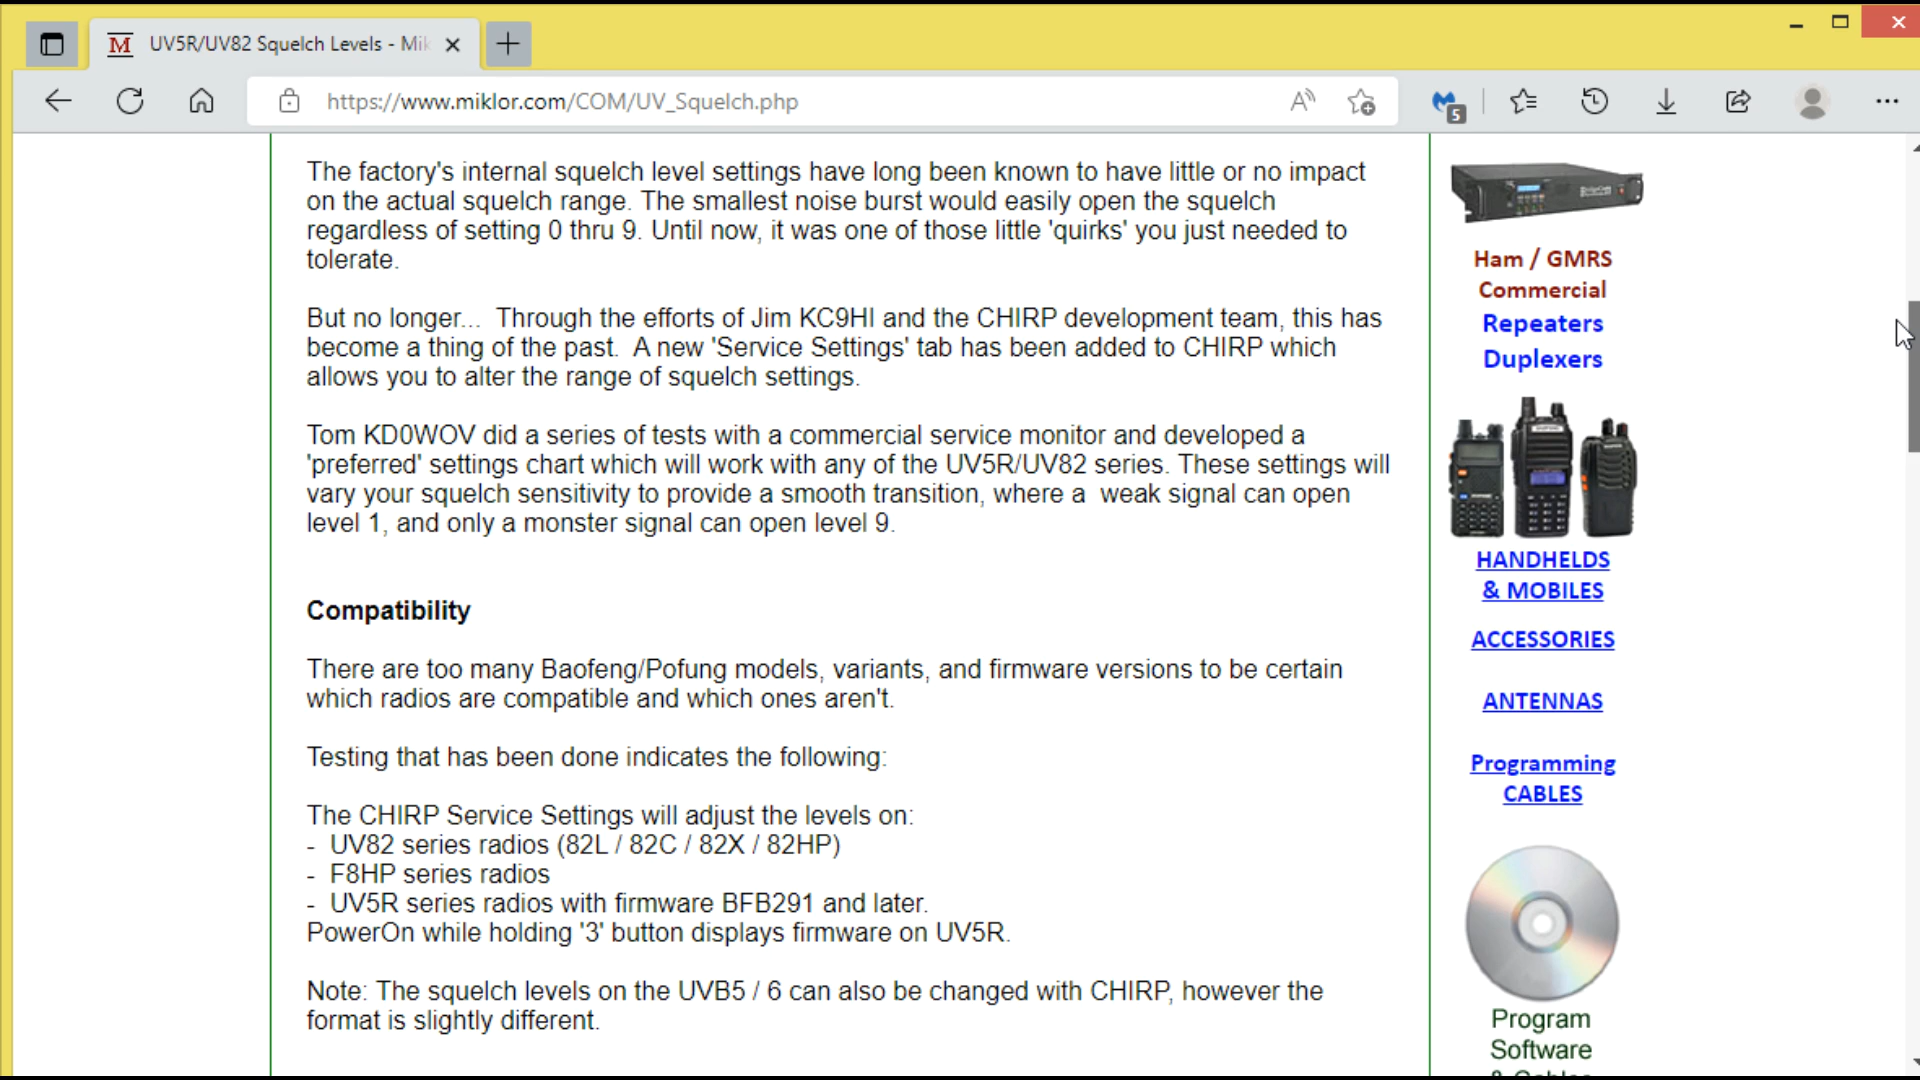 M UV5R/UV82 Squelch Levels - Mik
https://www.miklor.com/COM/UV_Squelch.php
A
5
The factory's internal squelch level settings have long been known to have little or no impact
on the actual squelch range. The smallest noise burst would easily open the squelch
regardless of setting 0 thru 9. Until now, it was one of those little 'quirks' you just needed to
tolerate.
But no longer... Through the efforts of Jim KC9HI and the CHIRP development team, this has
become a thing of the past. A new 'Service Settings' tab has been added to CHIRP which
allows you to alter the range of squelch settings.
Tom KD0WOV did a series of tests with a commercial service monitor and developed a
'preferred' settings chart which will work with any of the UV5R/UV82 series. These settings will
vary your squelch sensitivity to provide a smooth transition, where a weak signal can open
level 1, and only a monster signal can open level 9.
Compatibility
There are too many Baofeng/Pofung models, variants, and firmware versions to be certain
which radios are compatible and which ones aren't.
Testing that has been done indicates the following:
The CHIRP Service Settings will adjust the levels on:
- UV82 series radios (82L / 82C / 82X / 82HP)
- F8HP series radios
- UV5R series radios with firmware BFB291 and later.
PowerOn while holding '3' button displays firmware on UV5R.
Note: The squelch levels on the UVB5 / 6 can also be changed with CHIRP, however the
format is slightly different.
Ham / GMRS
Commercial
Repeaters
Duplexers
HANDHELDS
& MOBILES
ACCESSORIES
ANTENNAS
Programming
CABLES
Program
Software
& Cables